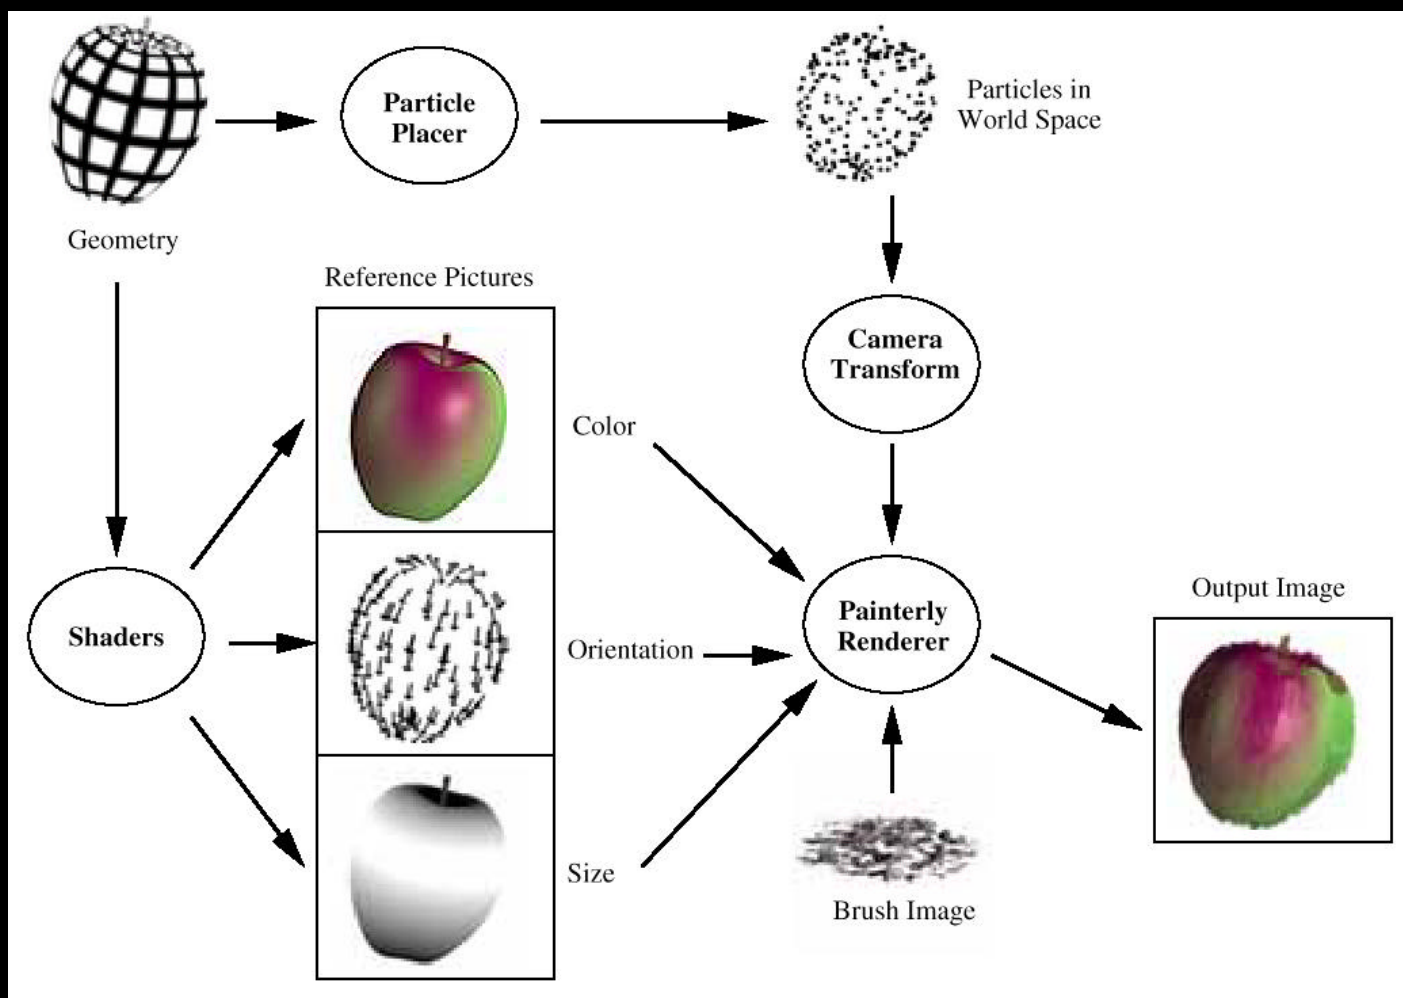 Particle
Placer
Particles in
World Space
Geometry
Reference Pictures
Camera
Transform
Color
Shaders
Orientation
Painterly
Renderer
Output Image
Size
Brush Image